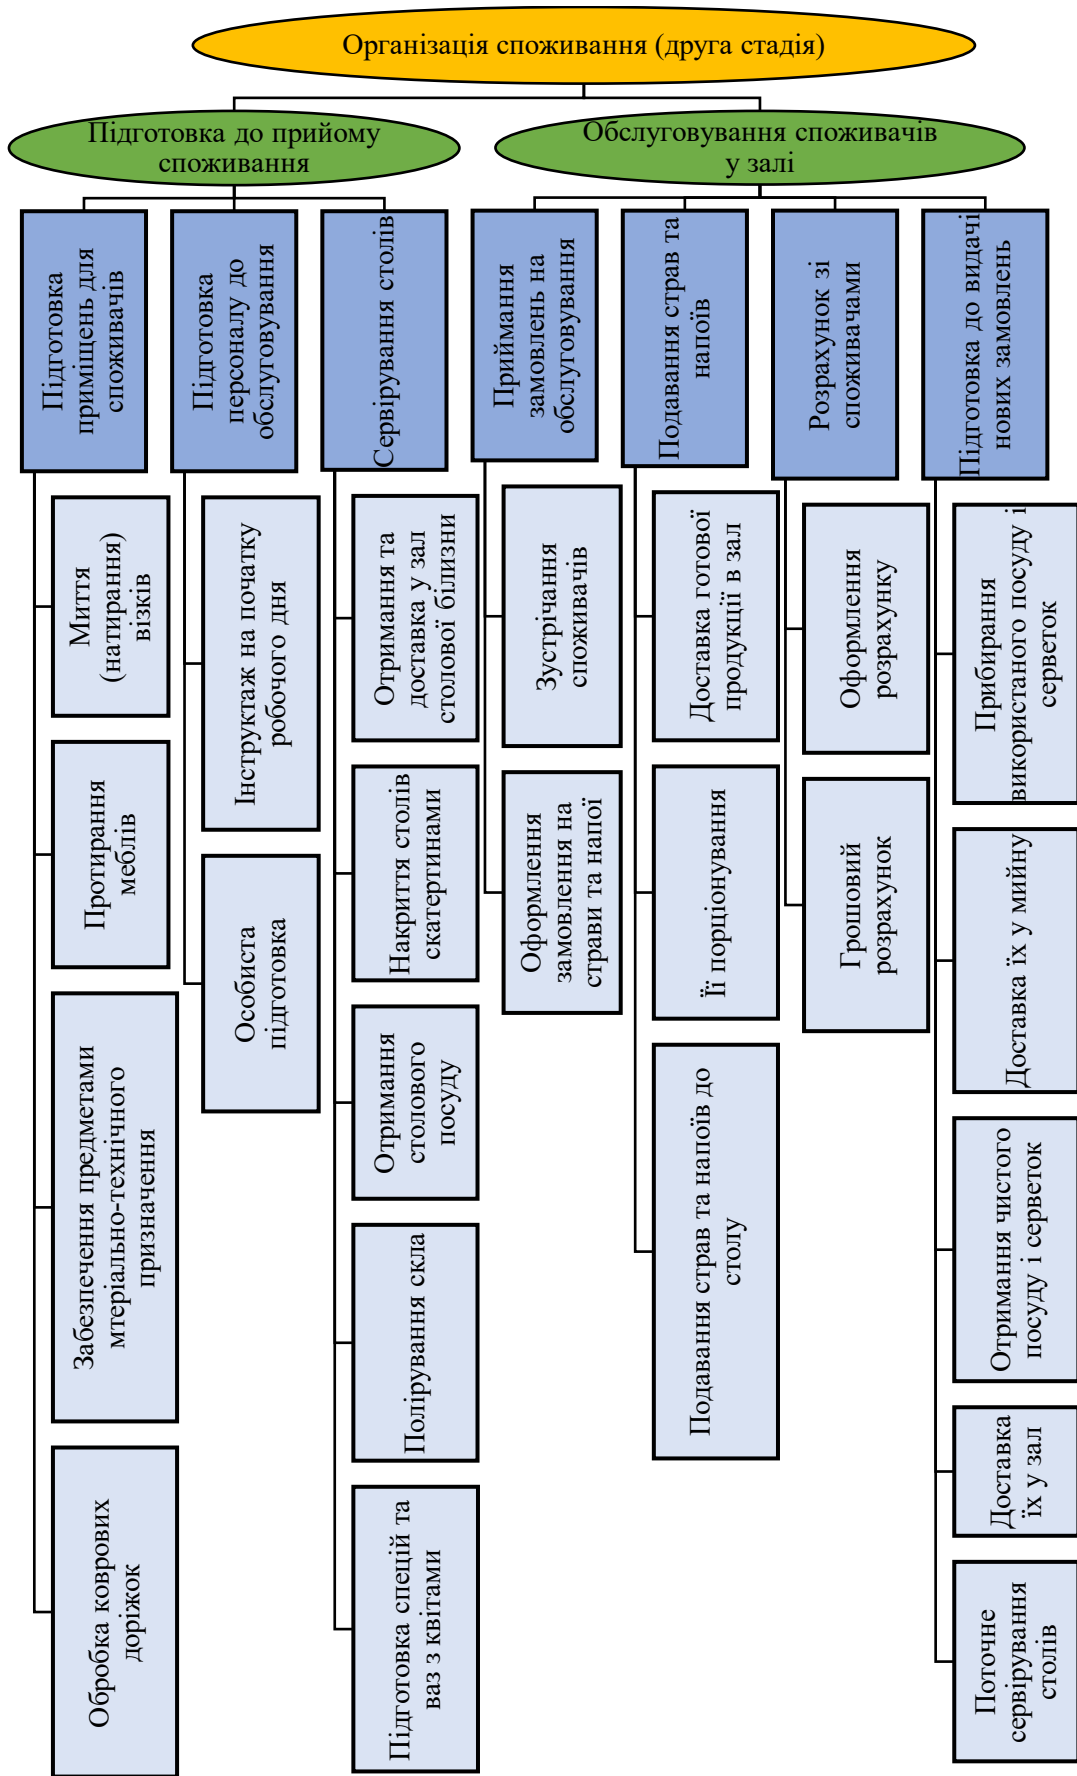 Організація споживання (друга стадія)
Підготовка до прийому
споживання
Обслуговування споживачів
у залі
Підготовка
приміщень для
споживачів
Миття
(натирання)
візків
Протирання
меблів
Забезпечення предметами
мтеріально-технічного
призначення
Обробка коврових
доріжок
Підготовка
персоналу до
обслуговування
Інструктаж на початку
робочого дня
Особиста
підготовка
Сервірування столів
Отримання та
доставка у зал
столової білизни
Накриття столів
скатертинами
Отримання
столового
посуду
Полірування скла
Підготовка спецій та
ваз з квітами
Приймання
замовлень на
обслуговування
Зустрічання
споживачів
Оформлення
замовлення на
страви та напої
Подавання страв та
напоїв
Доставка готової
продукції в зал
Її порціонування
Подавання страв та напоїв до
столу
Розрахунок зі
споживачами
Оформлення
розрахунку
Грошовий
розрахунок
Підготовка до видачі
нових замовлень
Прибирання
використаного посуду і
серветок
Доставка їх у мийну
Отримання чистого
посуду і серветок
Доставка
їх у зал
Поточне
сервірування
столів